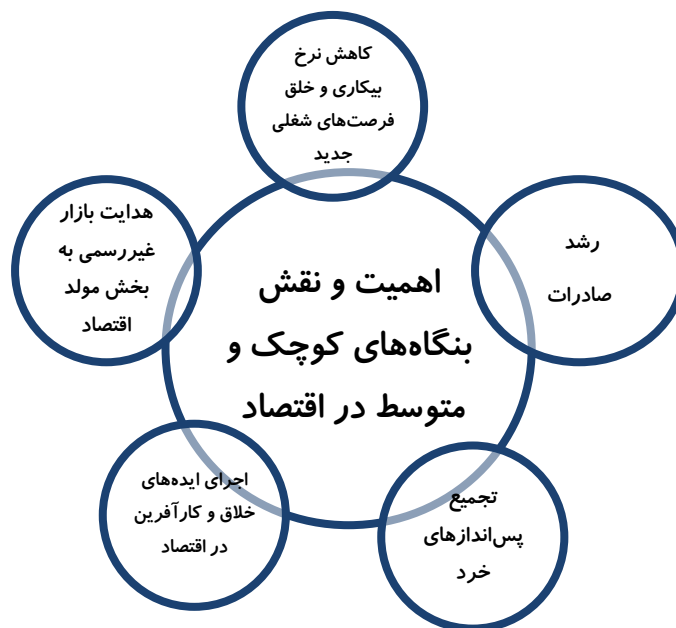 کاهش نرخ
بیکاری و خلق
فرصت‌های شغلی
جدید
رشد
صادرات
هدایت بازار
غیررسمی به
بخش مولد
اقتصاد
اهمیت و نقش
بنگاه‌های کوچک و
متوسط در اقتصاد
تجمیع
پس‌اندازهای
خرد
اجرای ایده‌های
خلاق و کارآفرین
در اقتصاد